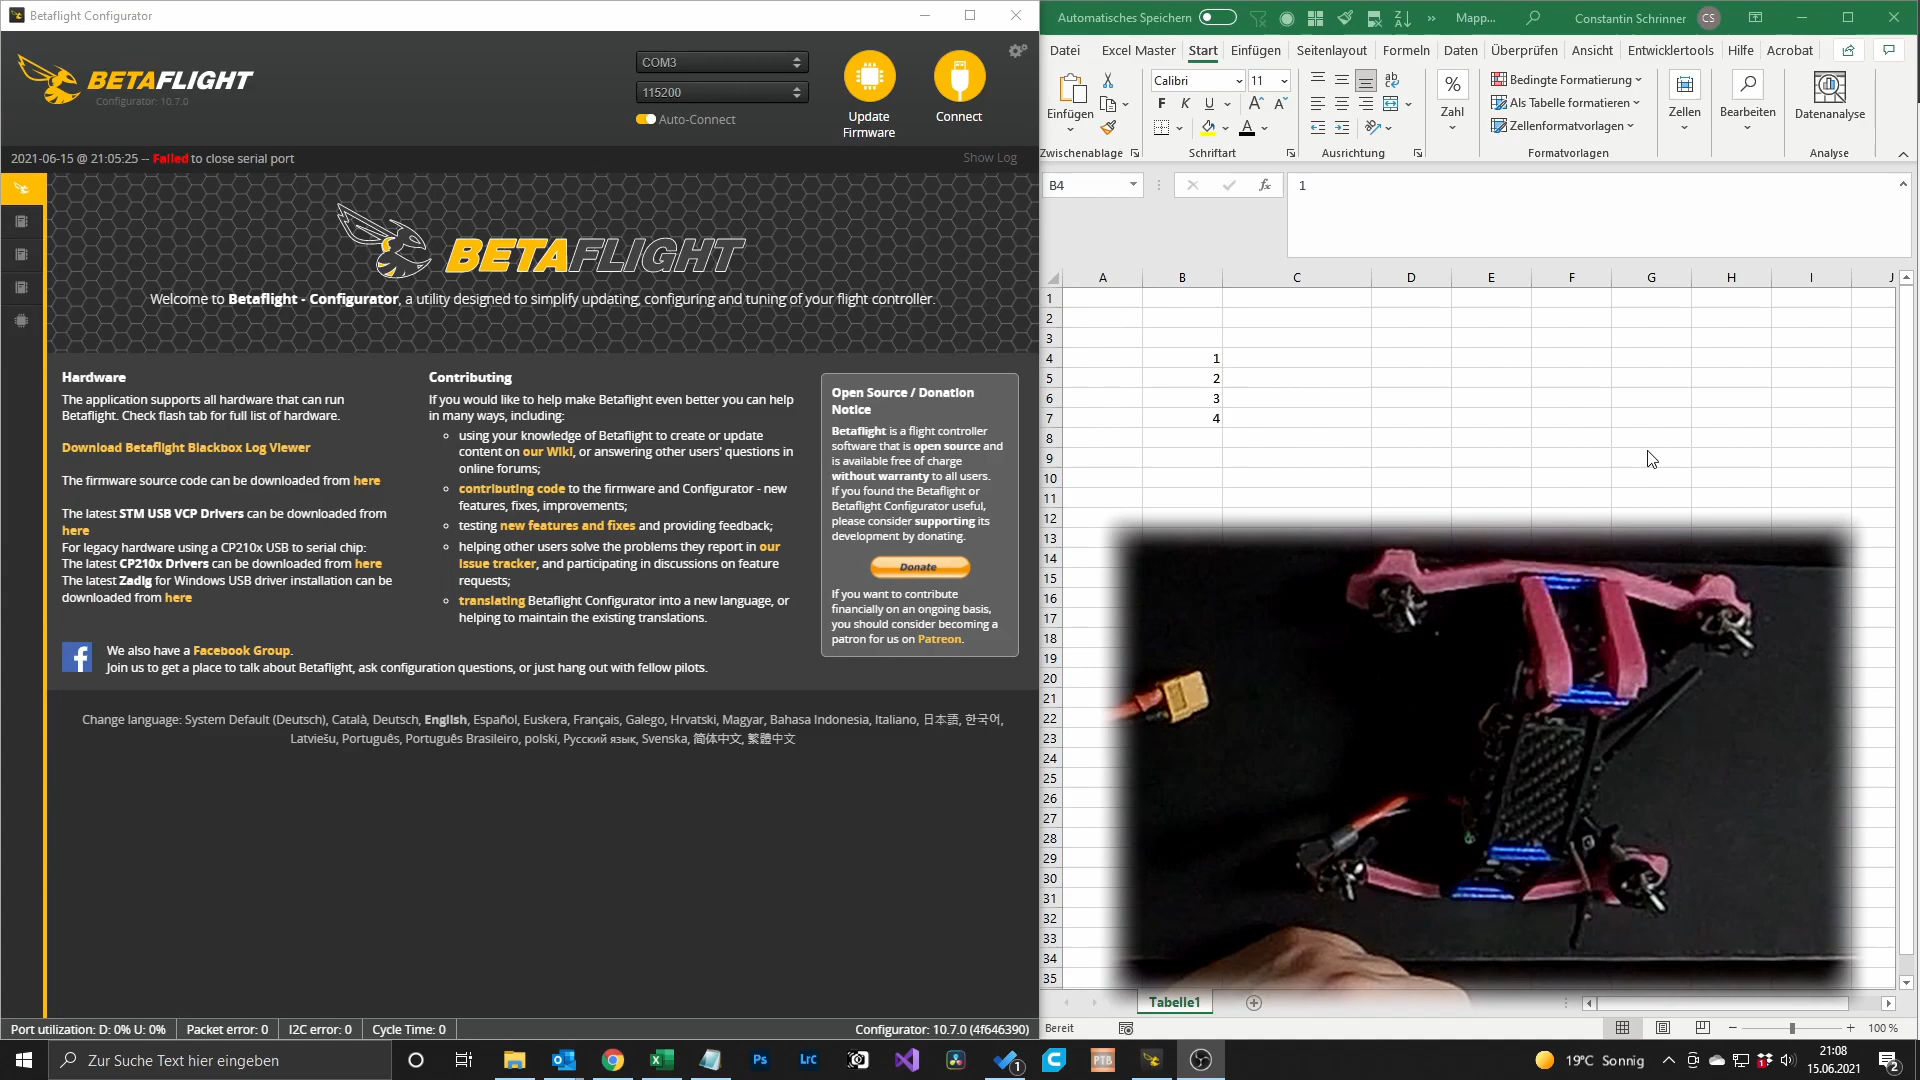 Betaflight Configurator
BETAFLIGHT
Configurator: 10.7.0
COM3
115200
Auto-Connect
Update
Firmware
Connect
2021-06-15 @ 21:05:25 -- Failed to close serial port
Show Log
BETAFLIGHT
Welcome to Betaflight - Configurator, a utility designed to simplify updating, configuring and tuning of your flight controller.
Hardware
The application supports all hardware that can run
Betaflight. Check flash tab for full list of hardware.
Download Betaflight Blackbox Log Viewer
The firmware source code can be downloaded from here
The latest STM USB VCP Drivers can be downloaded from
here
For legacy hardware using a CP210x USB to serial chip:
The latest CP210x Drivers can be downloaded from here
The latest Zadig for Windows USB driver installation can be
downloaded from here
Contributing
If you would like to help make Betaflight even better you can help
in many ways, including:
using your knowledge of Betaflight to create or update
content on our Wiki, or answering other users' questions in
online forums;
contributing code to the firmware and Configurator - new
features, fixes, improvements;
testing new features and fixes and providing feedback;
helping other users solve the problems they report in our
issue tracker, and participating in discussions on feature
requests;
translating Betaflight Configurator into a new language, or
helping to maintain the existing translations.
Open Source / Donation
Notice
Betaflight is a flight controller
software that is open source and
is available free of charge
without warranty to all users.
If you found the Betaflight or
Betaflight Configurator useful,
please consider supporting its
development by donating.
Donate
If you want to contribute
financially on an ongoing basis,
you should consider becoming a
patron for us on Patreon.
We also have a Facebook Group.
Join us to get a place to talk about Betaflight, ask configuration questions, or just hang out with fellow pilots.
Change language: System Default (Deutsch), Català, Deutsch, English, Español, Euskera, Français, Galego, Hrvatski, Magyar, Bahasa Indonesia, Italiano, 日本語, 한국어,
Latviešu, Português, Português Brasileiro, polski, Русский язык, Svenska, 简体中文, 繁體中文
Port utilization: D: 0% U: 0%
Packet error: 0
I2C error: 0
Cycle Time: 0
Configurator: 10.7.0 (4f646390)
Automatisches Speichern
Mapp...
Constantin Schrinner
CS
Datei
Excel Master
Start
Einfügen
Seitenlayout
Formeln
Daten
Überprüfen
Ansicht
Entwicklertools
Hilfe
Acrobat
Einfügen
Zwischenablage
Calibri
11
F K U
Schriftart
Ausrichtung
Zahl
Bedingte Formatierung
Als Tabelle formatieren
Zellenformatvorlagen
Formatvorlagen
Zellen
Bearbeiten
Datenanalyse
Analyse
B4
fx
1
A B C D E F G H I J
1
2
3
4 1
5 2
6 3
7 4
8
9
10
11
12
13
14
15
16
17
18
19
20
21
22
23
24
25
26
27
28
29
30
31
32
33
34
35
Tabelle1
Bereit
100 %
Zur Suche Text hier eingeben
Ps
Lrc
1
PTB
19°C Sonnig
21:08
15.06.2021
2